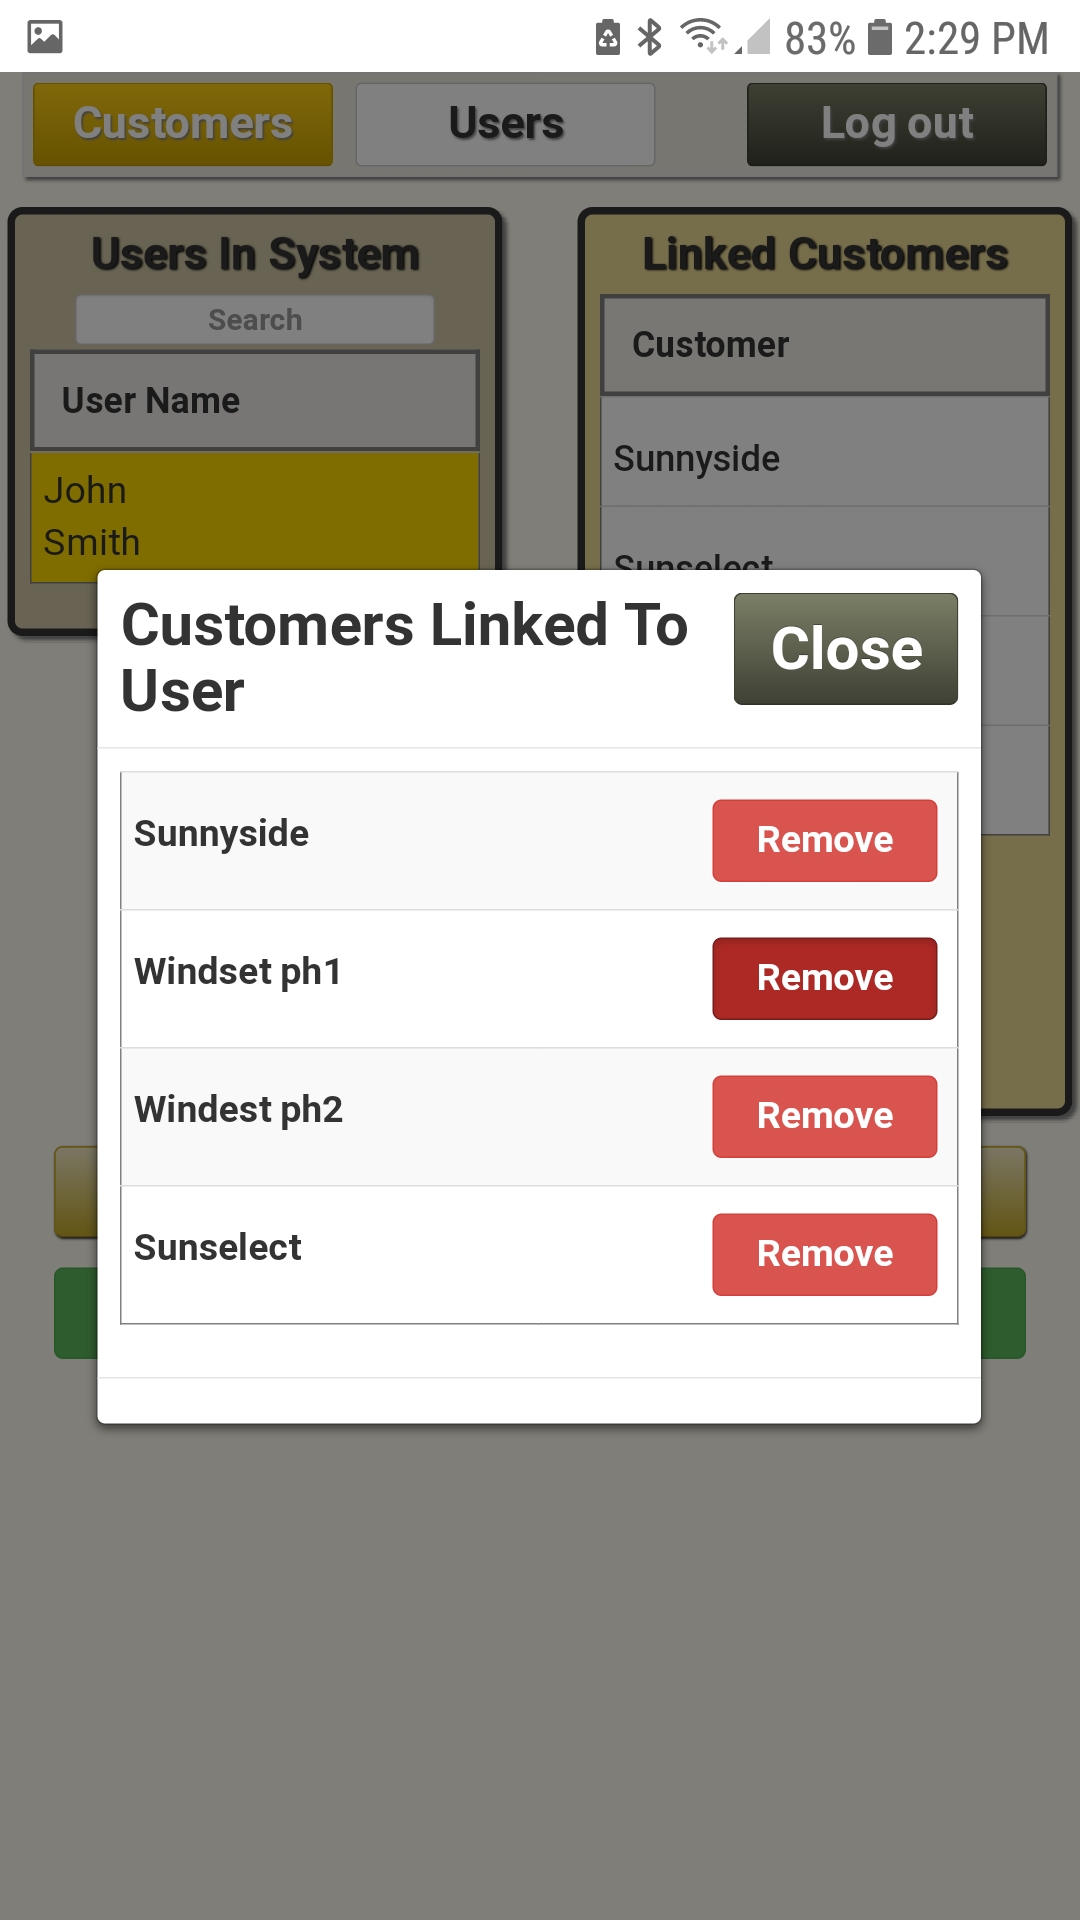 83% 2:29 PM
Customers Users Log out
Users In System
Search
User Name
John
Smith
Linked Customers
Customer
Sunnyside
Sunselect
Customers Linked To
User
Close
Sunnyside Remove
Windset ph1 Remove
Windest ph2 Remove
Sunselect Remove